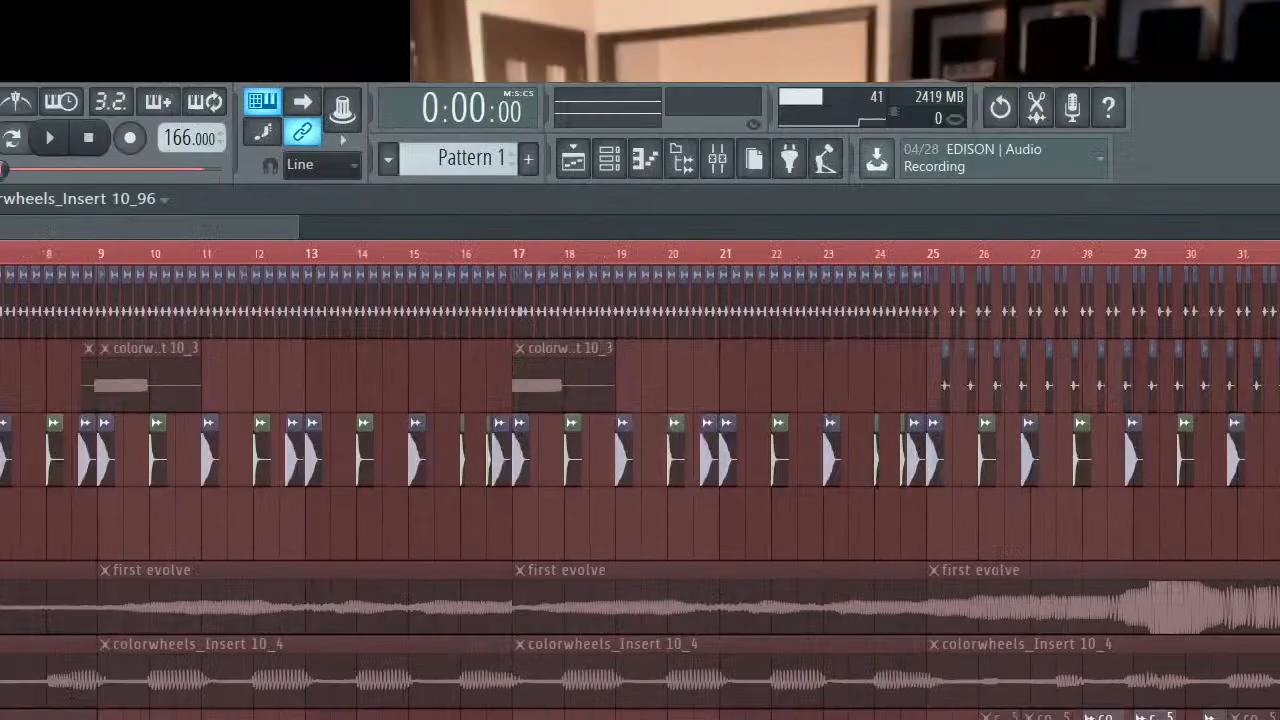 3.2.
0:00:00
M:S:CS
41
2419 MB
0
166.000
Line
Pattern 1
+
?
04/28 EDISON | Audio
Recording
rwheels_Insert 10_96
8 9 10 11 12 13 14 15 16 17 18 19 20 21 22 23 24 25 26 27 28 29 30 31
colorw..t 10_3
colorw..t 10_3
first evolve
first evolve
first evolve
colorwheels_Insert 10_4
colorwheels_Insert 10_4
colorwheels_Insert 10_4